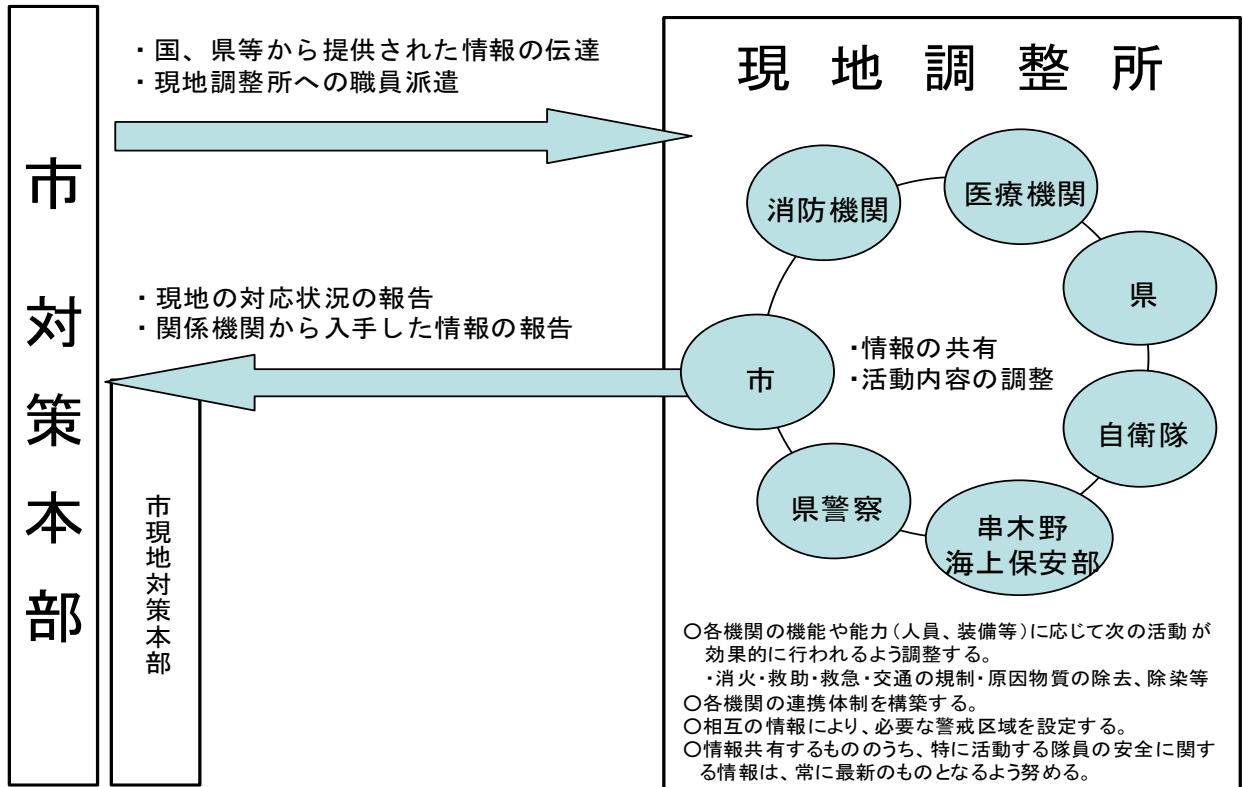 市対策本部
・国、県等から提供された情報の伝達
・現地調整所への職員派遣
・現地の対応状況の報告
・関係機関から入手した情報の報告
市現地対策本部
現地調整所
消防機関
医療機関
県
市
・情報の共有
・活動内容の調整
自衛隊
県警察
串木野
海上保安部
○各機関の機能や能力(人員、装備等)に応じて次の活動が
効果的に行われるよう調整する。
・消火・救助・救急・交通の規制・原因物質の除去、除染等
○各機関の連携体制を構築する。
○相互の情報により、必要な警戒区域を設定する。
○情報共有するもののうち、特に活動する隊員の安全に関す
る情報は、常に最新のものとなるよう努める。